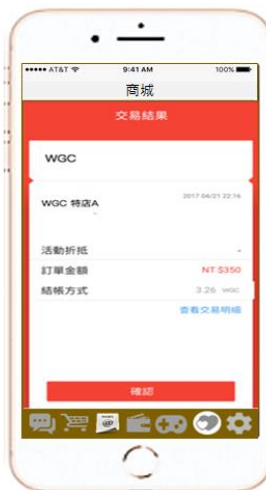 AT&T 9:41 AM 100%
商城
交易結果
WGC
WGC 特店A 2017 04/21 22:16
-
活動折抵 -
訂單金額 NT $350
結帳方式 3.26 WGC
查看交易明細
確認